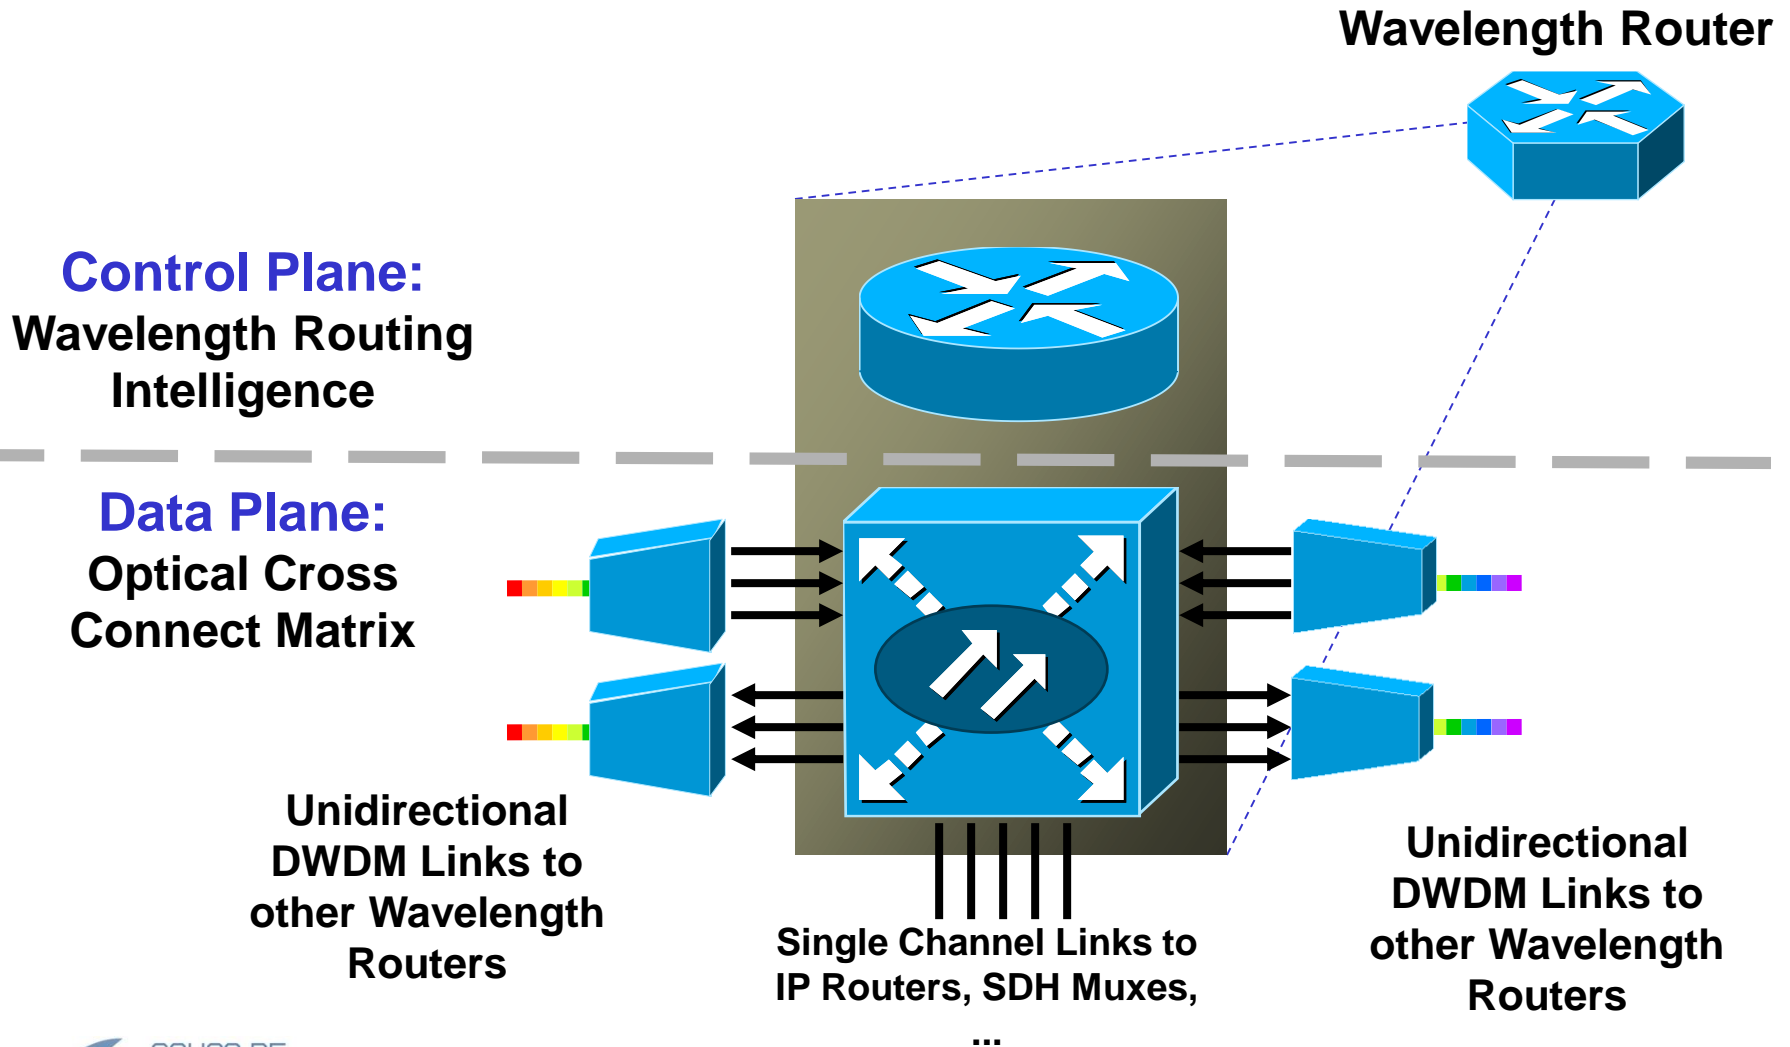 Wavelength Router
Control Plane:
Wavelength Routing
Intelligence
Data Plane:
Optical Cross
Connect Matrix
Unidirectional
DWDM Links to
other Wavelength
Routers
Single Channel Links to
IP Routers, SDH Muxes,
...
Unidirectional
DWDM Links to
other Wavelength
Routers